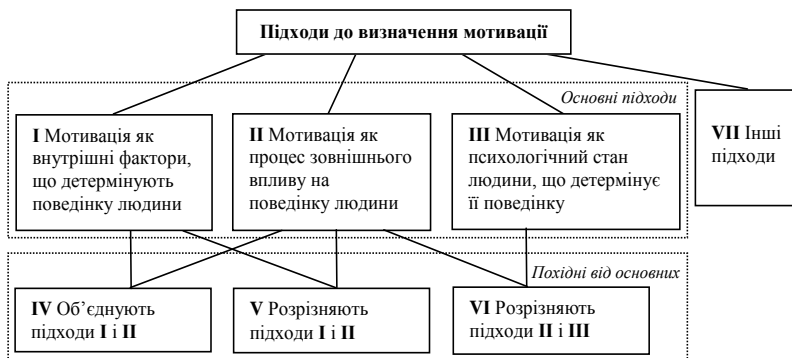 Підходи до визначення мотивації
Основні підходи
I Мотивація як
внутрішні фактори,
що детермінують
поведінку людини
II Мотивація як
процес зовнішнього
впливу на
поведінку людини
III Мотивація як
психологічний стан
людини, що детермінує
її поведінку
VII Інші
підходи
Похідні від основних
IV Об’єднують
підходи I і II
V Розрізняють
підходи I і II
VI Розрізняють
підходи II і III